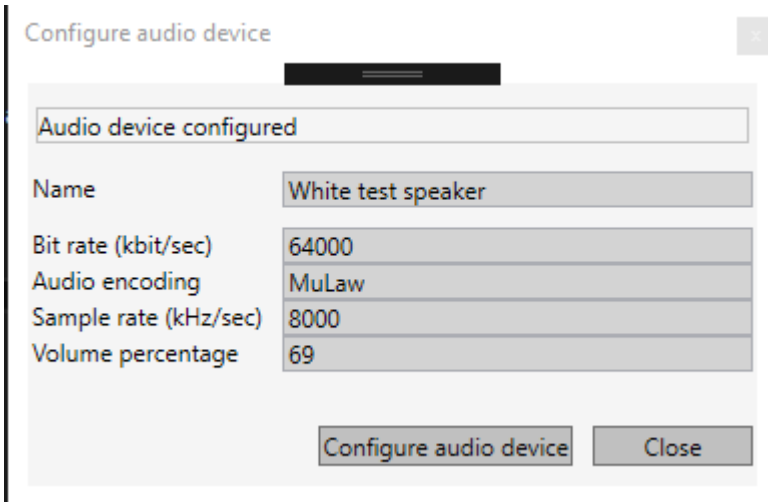 Configure audio device
x
Audio device configured
Name White test speaker
Bit rate (kbit/sec) 64000
Audio encoding MuLaw
Sample rate (kHz/sec) 8000
Volume percentage 69
Configure audio device Close